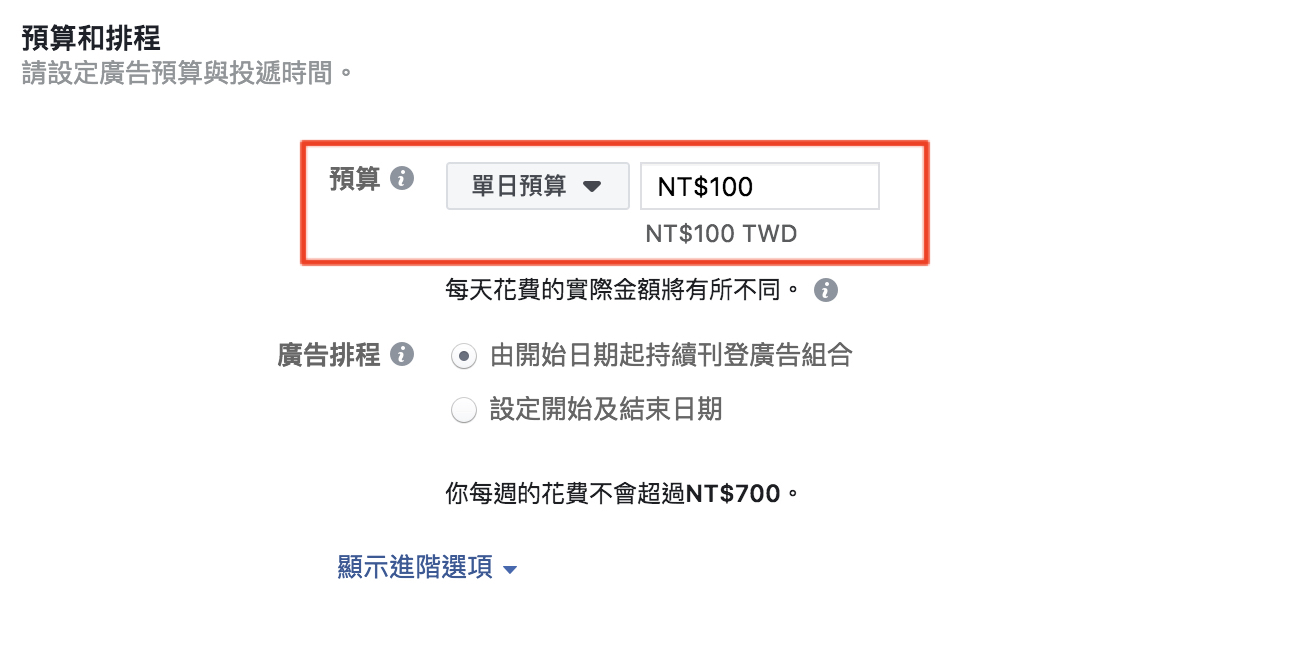 預算和排程
請設定廣告預算與投遞時間。
預算 單日預算 NT$100
NT$100 TWD
每天花費的實際金額將有所不同。
廣告排程 由開始日期起持續刊登廣告組合
設定開始及結束日期
你每週的花費不會超過NT$700。
顯示進階選項